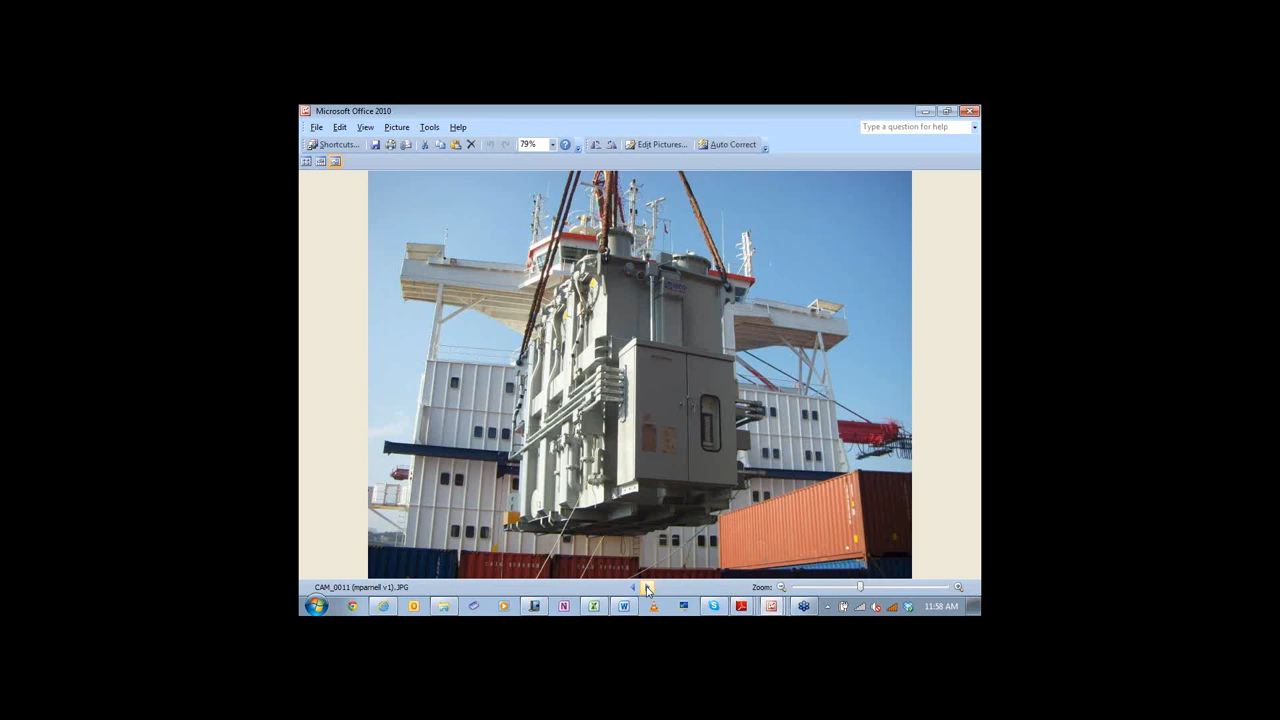 Microsoft Office 2010
File Edit View Picture Tools Help
Type a question for help
Shortcuts...
79%
Edit Pictures...
Auto Correct
CAM_0011 (mparnell v1).JPG
Zoom:
11:58 AM